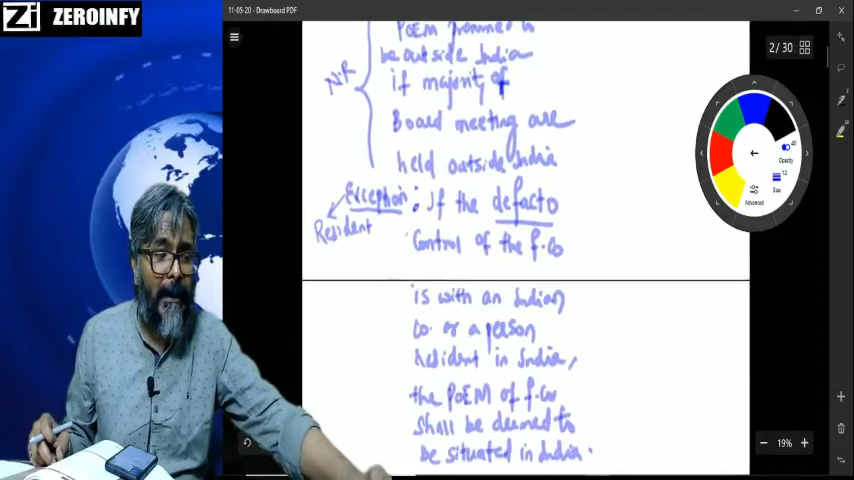 Zi ZEROINFY
11-05-20 - Drawboard PDF
2 / 30
POEM presumed to
be outside India
if majority of
Board meeting are
held outside India
N·R
Exception : If the defacto
Resident
Control of the f·Co
is with an Indian
Co. or a person
Resident in India,
the POEM of f·Co
shall be deemed to
be situated in India.
40
Opacity
12
Size
Advanced
19%